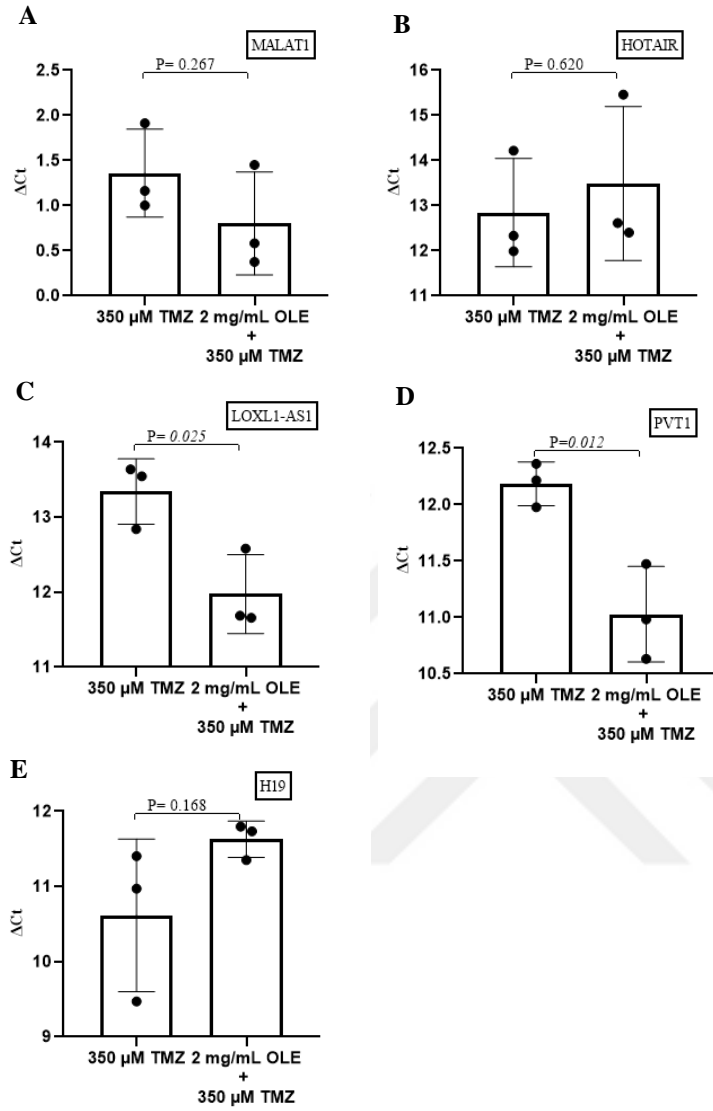 A
MALAT1
P= 0.267
2.5
2.0
1.5
1.0
0.5
0.0
ΔCt
350 µM TMZ
2 mg/mL OLE
+
350 µM TMZ
B
HOTAIR
P= 0.620
16
15
14
13
12
11
ΔCt
350 µM TMZ
2 mg/mL OLE
+
350 µM TMZ
C
LOXL1-AS1
P= 0.025
14
13
12
11
ΔCt
350 µM TMZ
2 mg/mL OLE
+
350 µM TMZ
D
PVT1
P=0.012
12.5
12.0
11.5
11.0
10.5
ΔCt
350 µM TMZ
2 mg/mL OLE
+
350 µM TMZ
E
H19
P= 0.168
12
11
10
9
ΔCt
350 µM TMZ
2 mg/mL OLE
+
350 µM TMZ